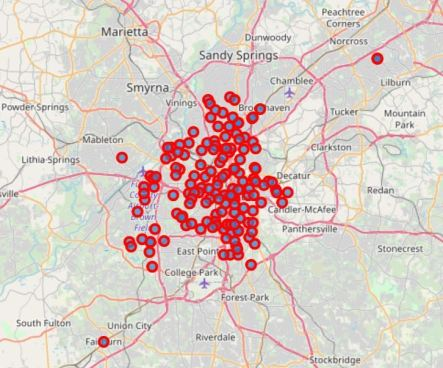 Peachtree
Corners
Marietta
Dunwoody
Norcross
Sandy Springs
Smyrna
Chamblee
Lilburn
Vinings
Powder Springs
Tucker
Mountain
Park
Mableton
Clarkston
Lithia Springs
Decatur
Redan
Candler-McAfee
Panthersville
Stonecrest
East Point
College Park
Forest Park
South Fulton
Union City
Riverdale
Stockbridge